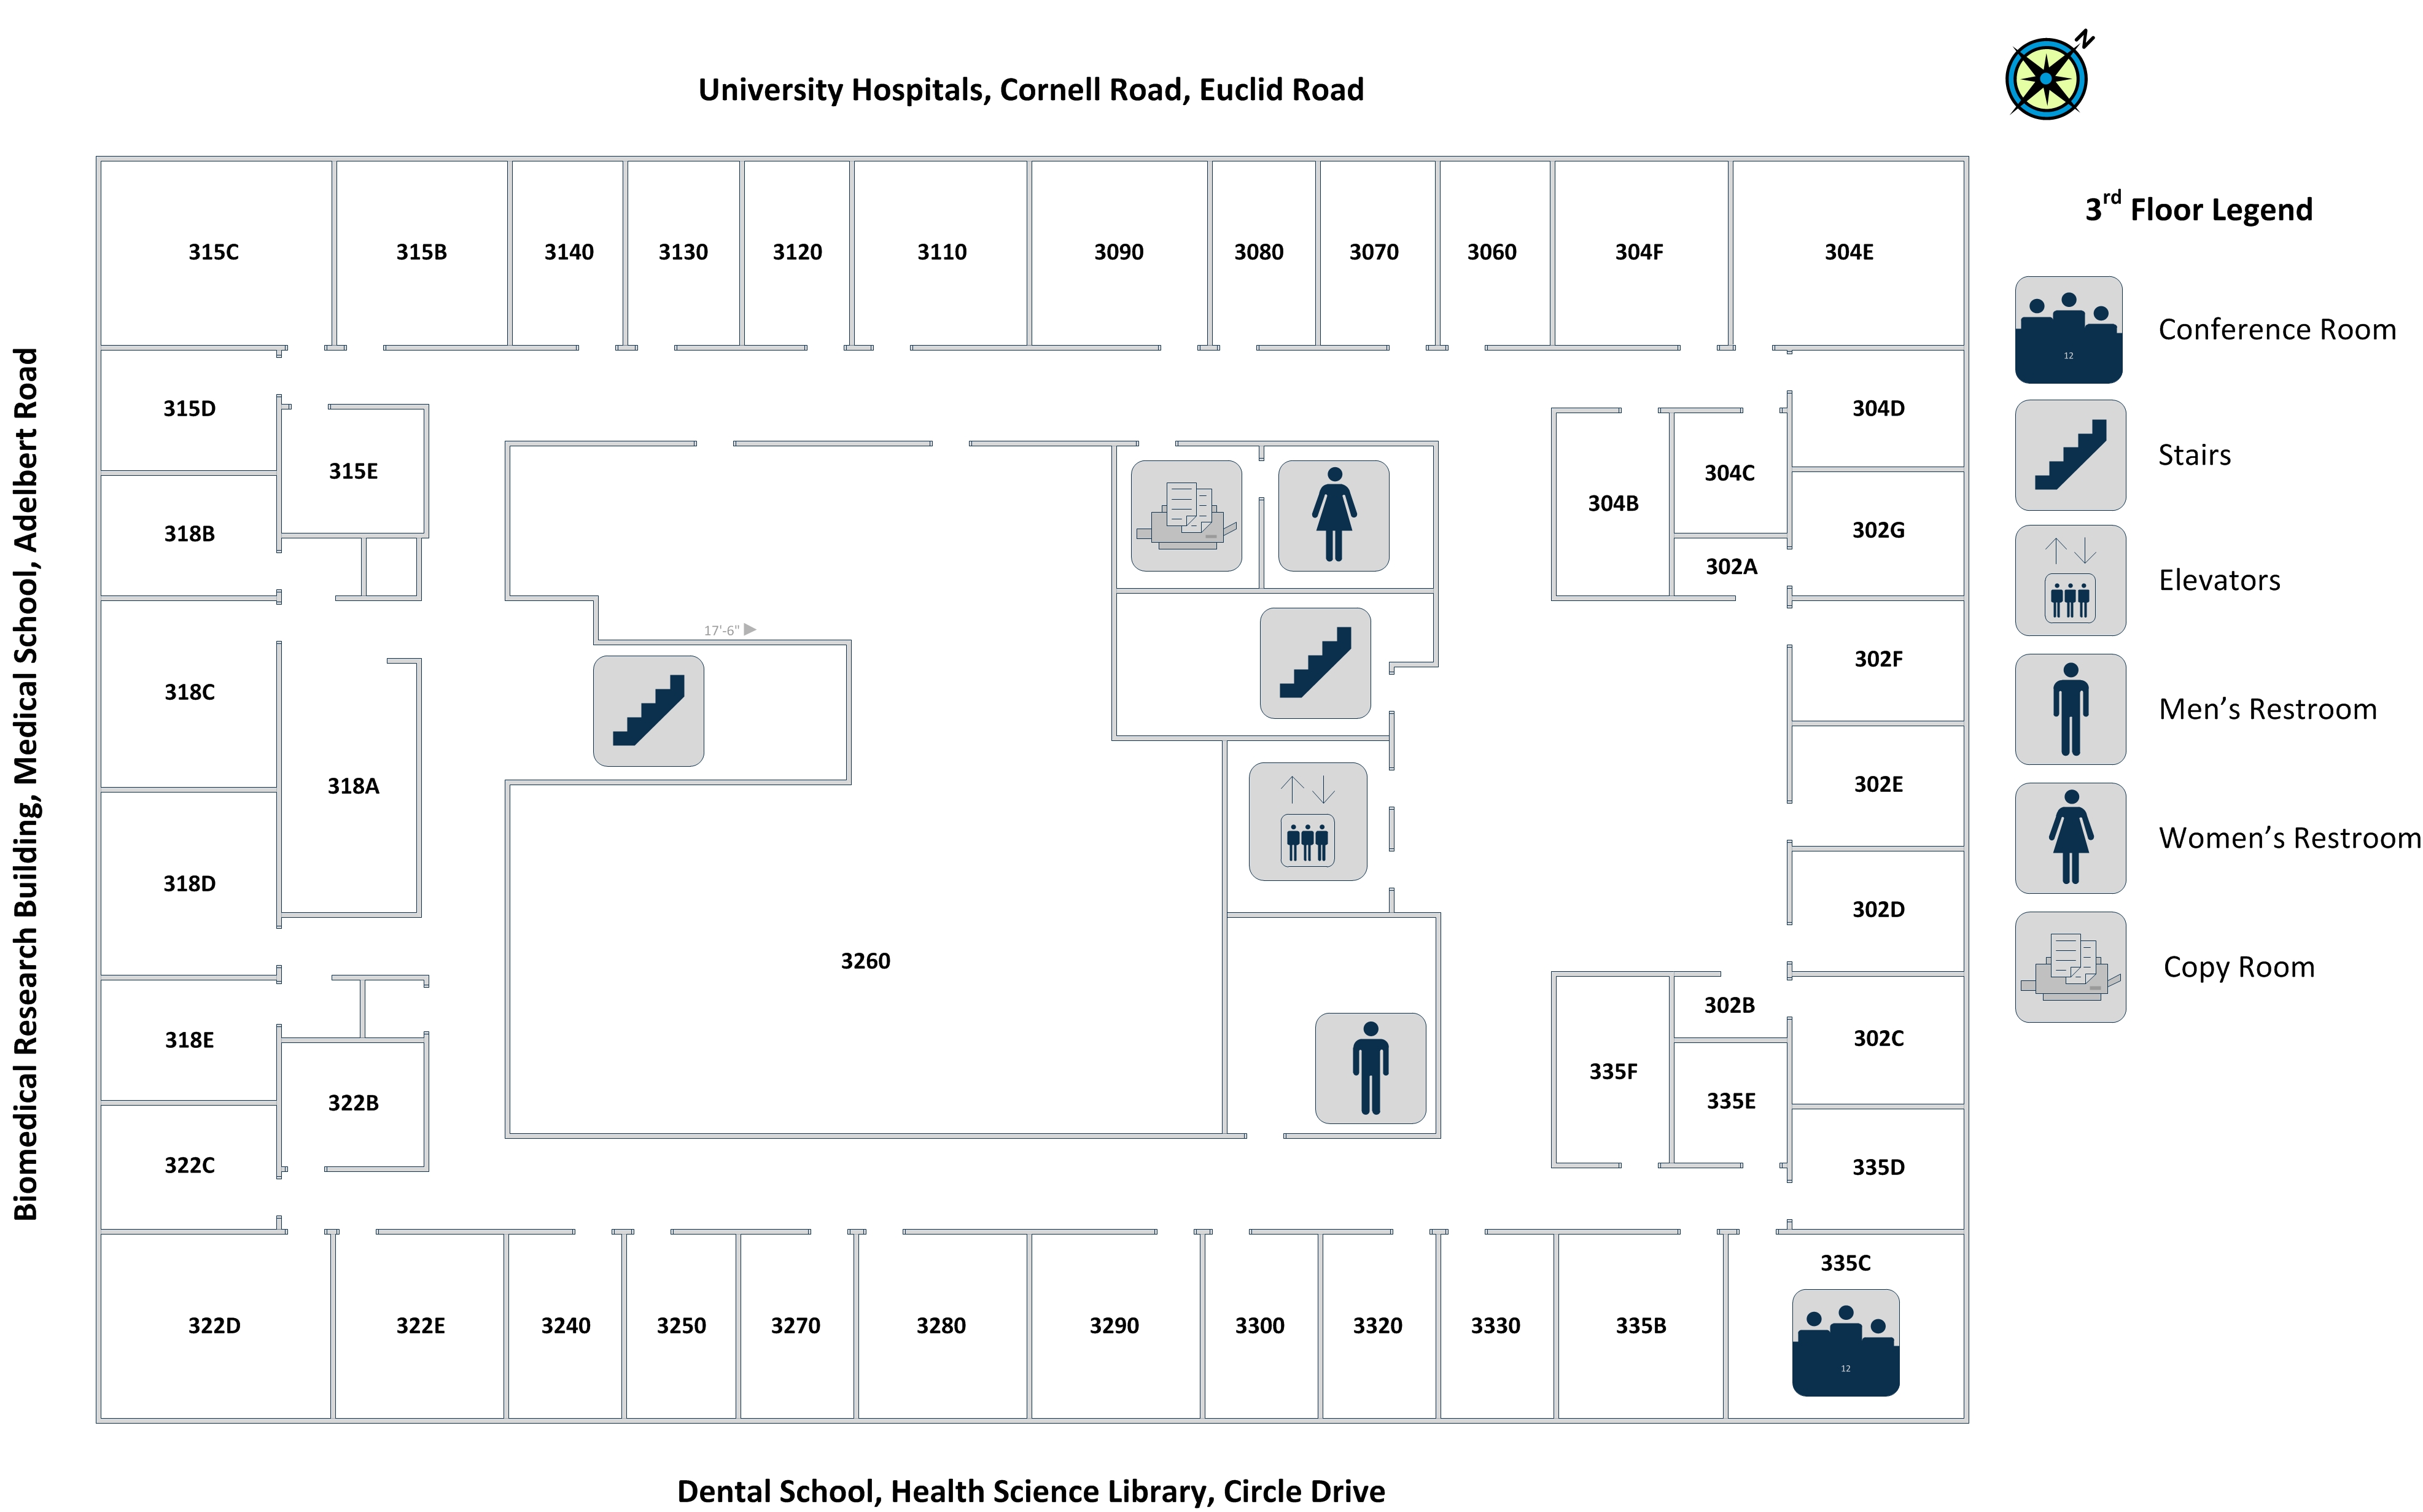 N
University Hospitals, Cornell Road, Euclid Road
Biomedical Research Building, Medical School, Adelbert Road
3rd Floor Legend
315C 315B 3140 3130 3120 3110 3090 3080 3070 3060 304F 304E
12
Conference Room
315D
304D
Stairs
315E
304C
304B
318B
302G
302A
Elevators
17'-6"
318C
302F
Men's Restroom
318A
302E
Women's Restroom
318D
302D
3260
Copy Room
318E
302B
302C
322B
335F
335E
322C
335D
335C
322D 322E 3240 3250 3270 3280 3290 3300 3320 3330 335B
12
Dental School, Health Science Library, Circle Drive